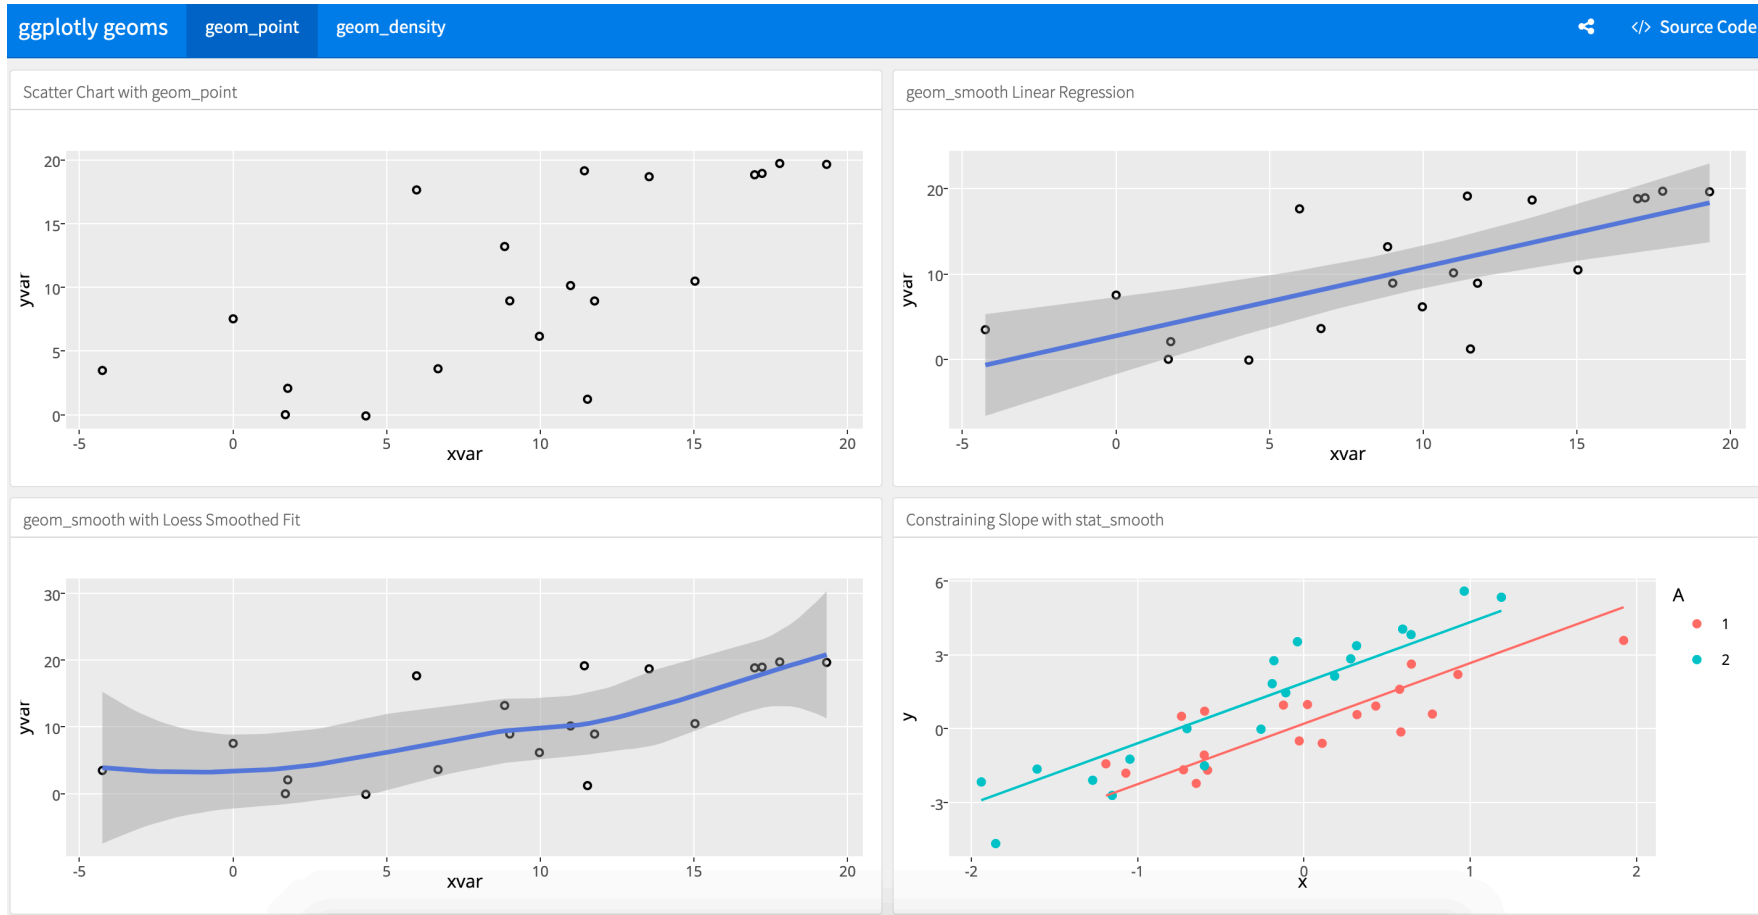 ggplotly geoms geom_point geom_density </> Source Code
Scatter Chart with geom_point
20
15
10
5
0
yvar
-5 0 5 10 15 20
xvar
geom_smooth Linear Regression
20
10
0
yvar
-5 0 5 10 15 20
xvar
geom_smooth with Loess Smoothed Fit
30
20
10
0
yvar
-5 0 5 10 15 20
xvar
Constraining Slope with stat_smooth
6
3
0
-3
y
-2 -1 0 1 2
x
A
1
2